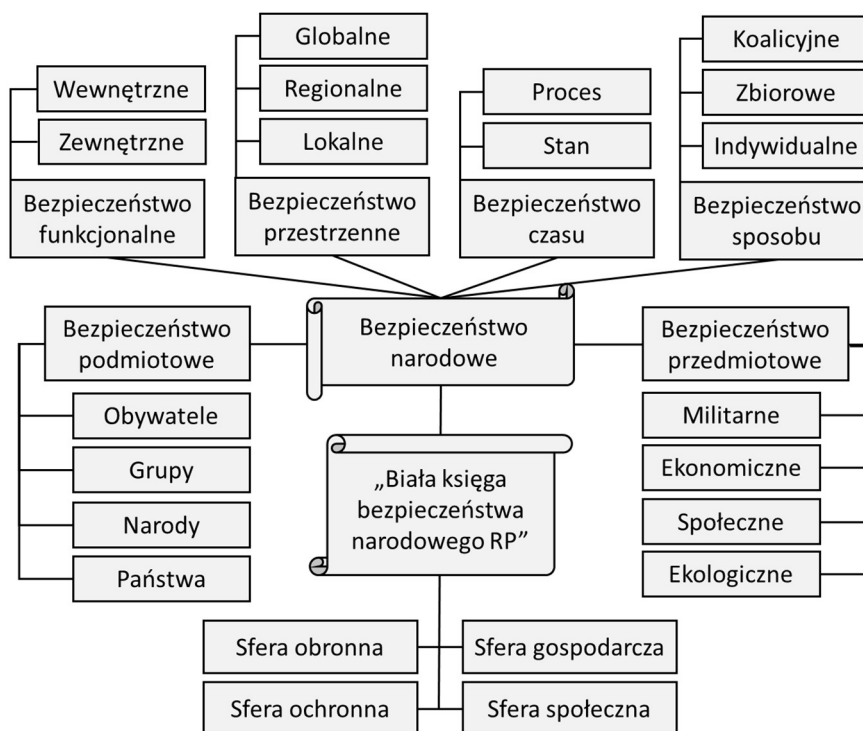 Globalne
Koalicyjne
Wewnętrzne
Regionalne
Proces
Zbiorowe
Zewnętrzne
Lokalne
Stan
Indywidualne
Bezpieczeństwo
funkcjonalne
Bezpieczeństwo
przestrzenne
Bezpieczeństwo
czasu
Bezpieczeństwo
sposobu
Bezpieczeństwo
podmiotowe
Bezpieczeństwo
narodowe
Bezpieczeństwo
przedmiotowe
Obywatele
Grupy
Narody
Państwa
„Biała księga
bezpieczeństwa
narodowego RP”
Militarne
Ekonomiczne
Społeczne
Ekologiczne
Sfera obronna
Sfera gospodarcza
Sfera ochronna
Sfera społeczna